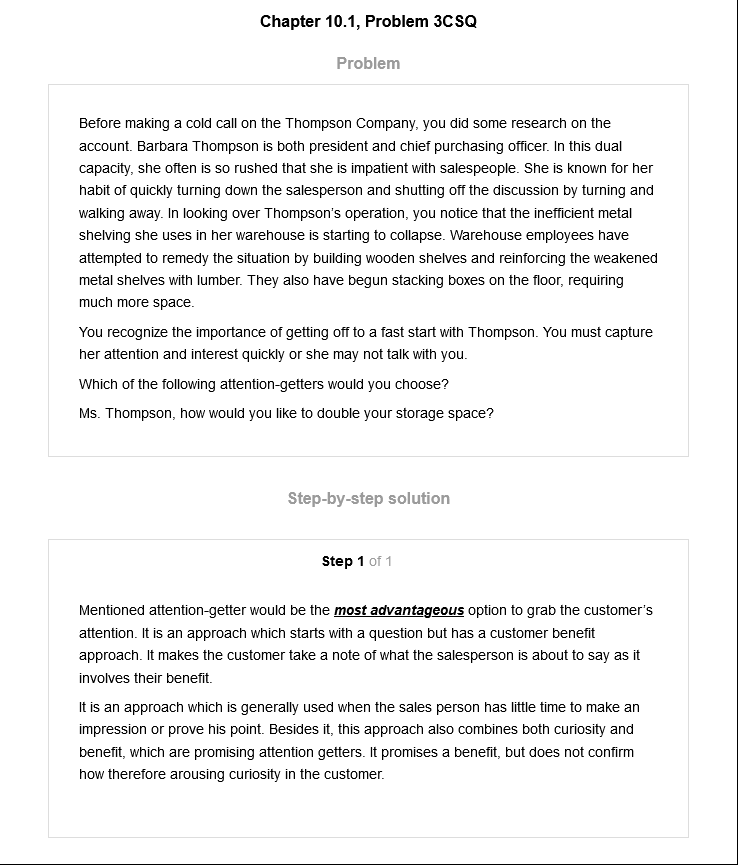 Chapter 10.1, Problem 3CSQ
Problem
Before making a cold call on the Thompson Company, you did some research on the
account. Barbara Thompson is both president and chief purchasing officer. In this dual
capacity, she often is so rushed that she is impatient with salespeople. She is known for her
habit of quickly turning down the salesperson and shutting off the discussion by turning and
walking away. In looking over Thompson's operation, you notice that the inefficient metal
shelving she uses in her warehouse is starting to collapse. Warehouse employees have
attempted to remedy the situation by building wooden shelves and reinforcing the weakened
metal shelves with lumber. They also have begun stacking boxes on the floor, requiring
much more space.
You recognize the importance of getting off to a fast start with Thompson. You must capture
her attention and interest quickly or she may not talk with you.
Which of the following attention-getters would you choose?
Ms. Thompson, how would you like to double your storage space?
Step-by-step solution
Step 1 of 1
Mentioned attention-getter would be the most advantageous option to grab the customer's
attention. It is an approach which starts with a question but has a customer benefit
approach. It makes the customer take a note of what the salesperson is about to say as it
involves their benefit.
It is an approach which is generally used when the sales person has little time to make an
impression or prove his point. Besides it, this approach also combines both curiosity and
benefit, which are promising attention getters. It promises a benefit, but does not confirm
how therefore arousing curiosity in the customer.